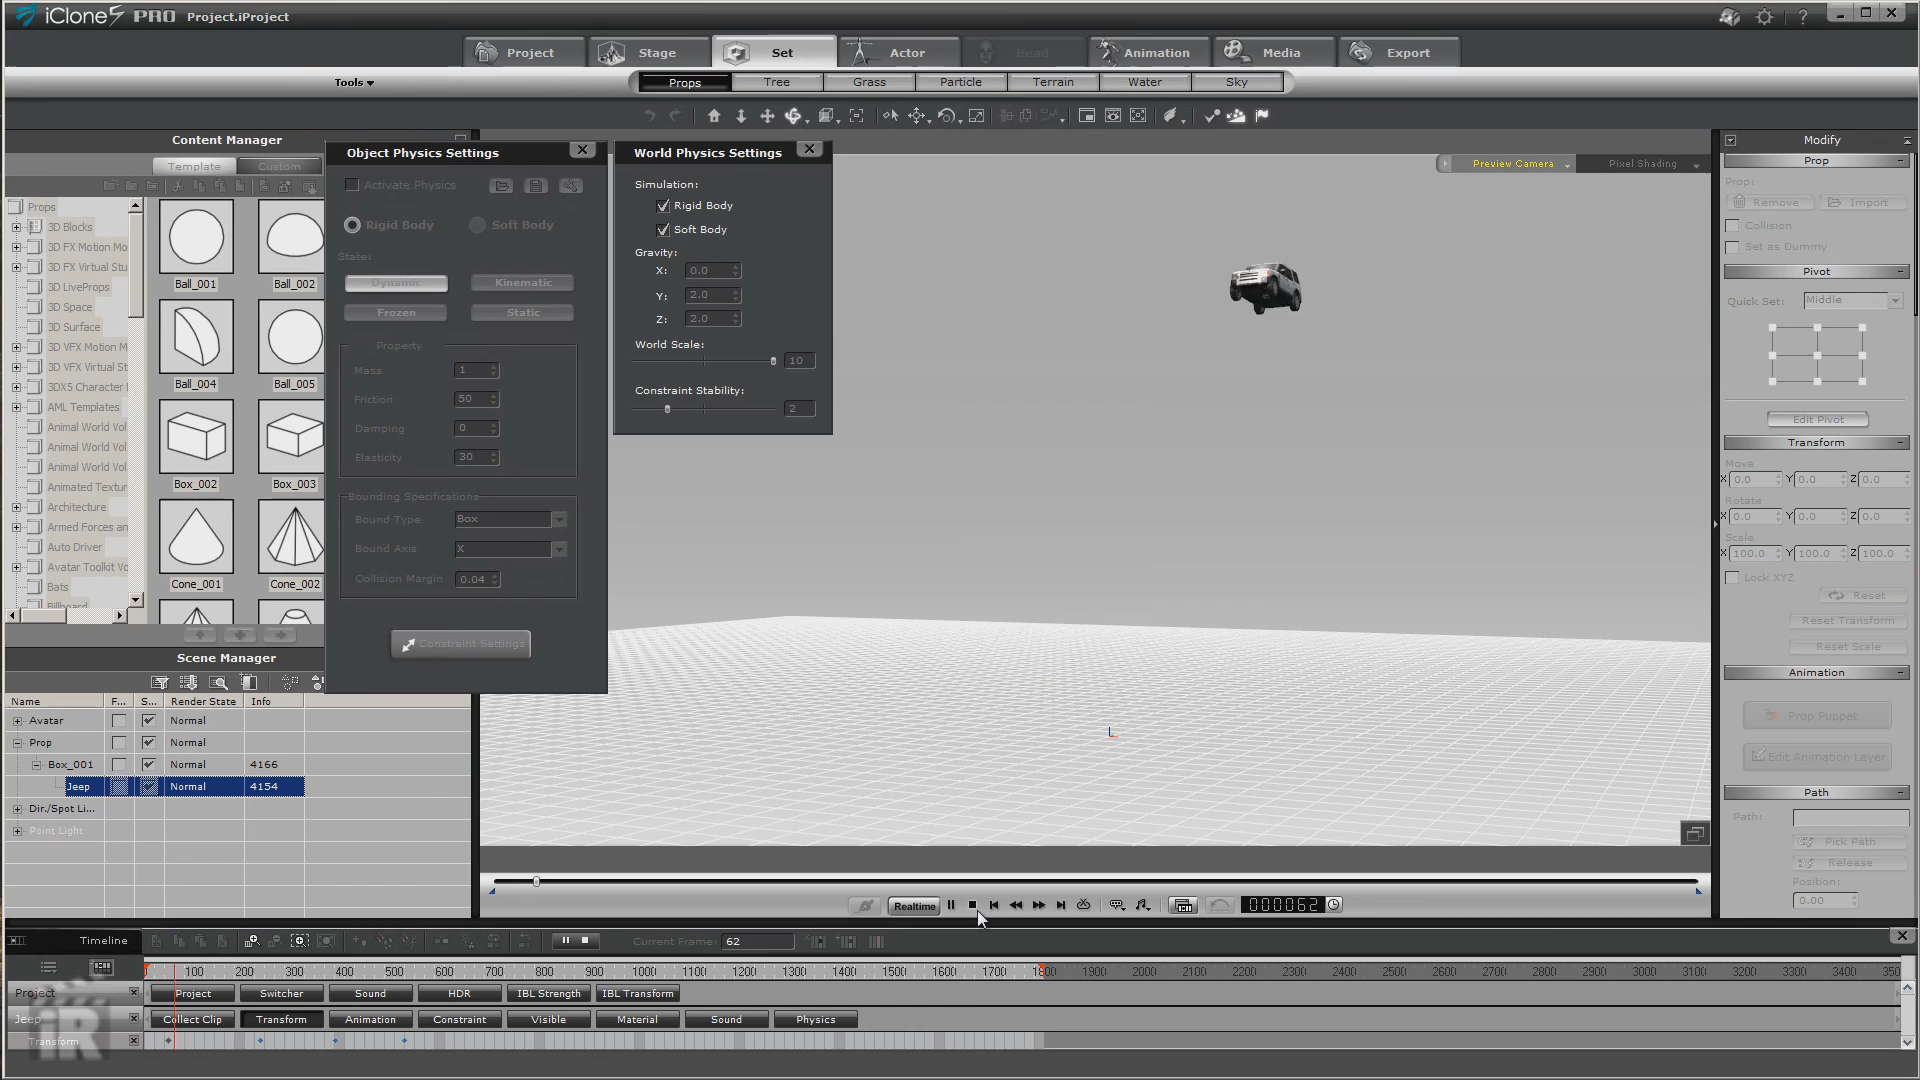 iClone5 PRO Project.iProject
Project Stage Set Actor Head Animation Media Export
Tools
Props Tree Grass Particle Terrain Water Sky
Content Manager
Template Custom
Props
3D Blocks
3D FX Motion Mo
3D FX Virtual Stu
3D LiveProps
3D Space
3D Surface
3D VFX Motion M
3D VFX Virtual St
3DX5 Character
AML Templates
Animal World Vol
Animal World Vol
Animal World Vol
Animated Textur
Architecture
Armed Forces an
Auto Driver
Avatar Toolkit Vo
Bats
Billboard
Ball_001 Ball_002
Ball_004 Ball_005
Box_002 Box_003
Cone_001 Cone_002
Object Physics Settings
Activate Physics
Rigid Body Soft Body
State:
Dynamic Kinematic
Frozen Static
Property
Mass 1
Friction 50
Damping 0
Elasticity 30
Bounding Specifications
Bound Type Box
Bound Axis X
Collision Margin 0.04
Constraint Settings
World Physics Settings
Simulation:
Rigid Body
Soft Body
Gravity:
X: 0.0
Y: 2.0
Z: 2.0
World Scale:
10
Constraint Stability:
2
Preview Camera Pixel Shading
Modify
Prop
Prop:
Remove Import
Collision
Set as Dummy
Pivot
Quick Set: Middle
Edit Pivot
Transform
Move
X 0.0 Y 0.0 Z 0.0
Rotate
X 0.0 Y 0.0 Z 0.0
Scale
X 100.0 Y 100.0 Z 100.0
Lock XYZ
Reset
Reset Transform
Reset Scale
Animation
Prop Puppet
Edit Animation Layer
Path
Path:
Pick Path
Release
Position:
0.00
Scene Manager
Name F... S... Render State Info
Avatar Normal
Prop Normal
Box_001 Normal 4166
Jeep Normal 4154
Dir./Spot Li...
Point Light
Realtime 000062
Timeline Current Frame: 62
100 200 300 400 500 600 700 800 900 1000 1100 1200 1300 1400 1500 1600 1700 1800 1900 2000 2100 2200 2300 2400 2500 2600 2700 2800 2900 3000 3100 3200 3300 3400 350
Project Project Switcher Sound HDR IBL Strength IBL Transform
Jeep Collect Clip Transform Animation Constraint Visible Material Sound Physics
Transform
iR